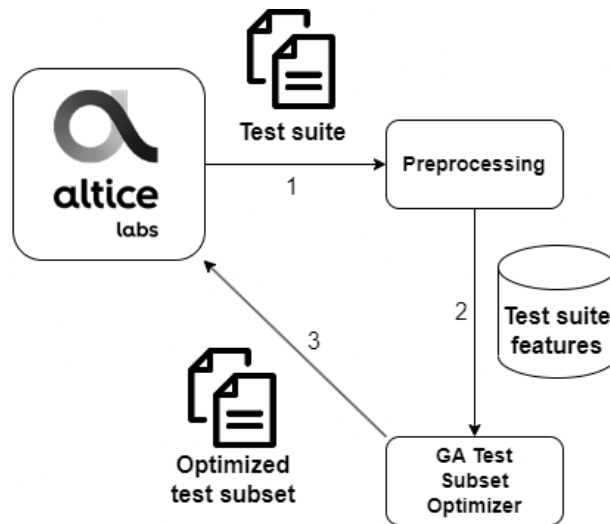 Test suite
1
altice
labs
Preprocessing
2
Test suite
features
3
Optimized
test subset
GA Test
Subset
Optimizer